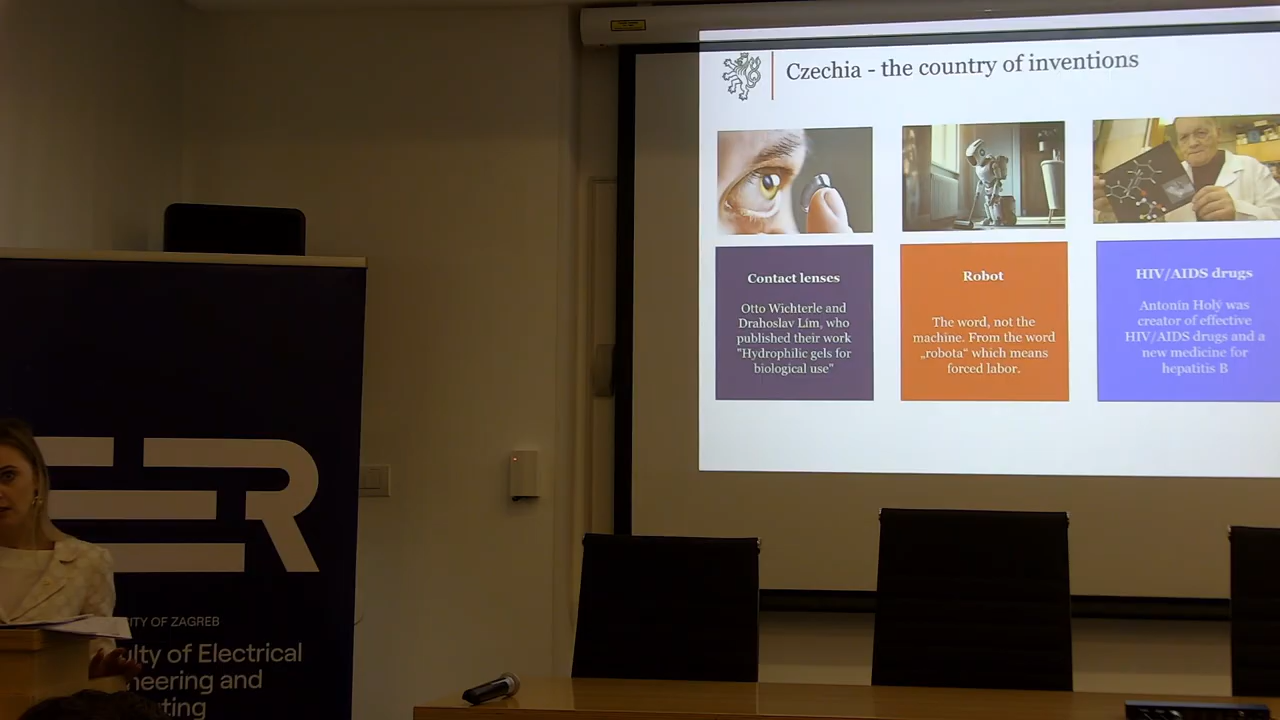 Czechia - the country of inventions
Contact lenses
Otto Wichterle and
Drahoslav Lím, who
published their work
"Hydrophilic gels for
biological use"
Robot
The word, not the
machine. From the word
„robota“ which means
forced labor.
HIV/AIDS drugs
Antonín Holý was
creator of effective
HIV/AIDS drugs and a
new medicine for
hepatitis B
ER
ITY OF ZAGREB
ulty of Electrical
neering and
ting